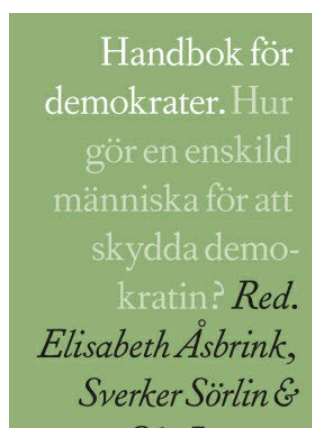 Handbok för
demokrater. Hur
gör en enskild
människa för att
skydda demo-
kratin? Red.
Elisabeth Åsbrink,
Sverker Sörlin &